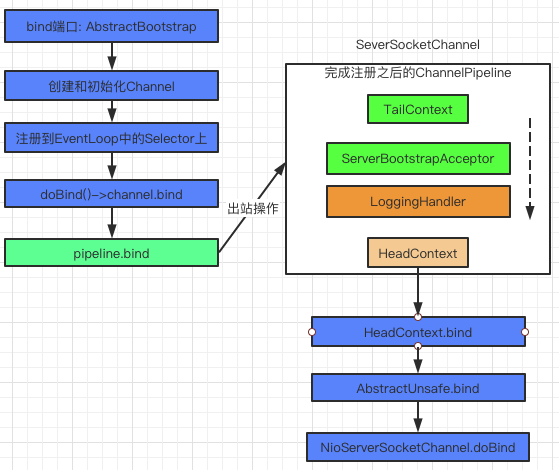 bind端口: AbstractBootstrap
创建和初始化Channel
注册到EventLoop中的Selector上
doBind()->channel.bind
pipeline.bind
出站操作
SeverSocketChannel
完成注册之后的ChannelPipeline
TailContext
ServerBootstrapAcceptor
LoggingHandler
HeadContext
HeadContext.bind
AbstractUnsafe.bind
NioServerSocketChannel.doBind